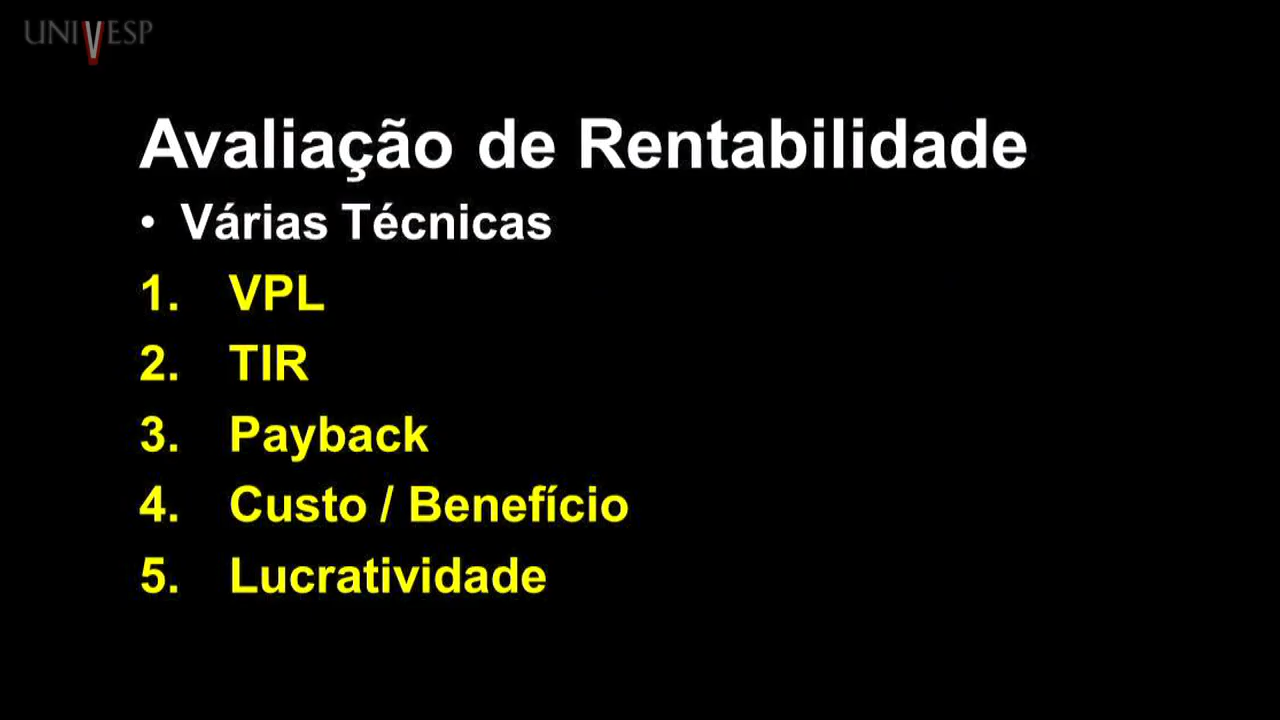 UNIVESP
Avaliação de Rentabilidade
• Várias Técnicas
1. VPL
2. TIR
3. Payback
4. Custo / Benefício
5. Lucratividade